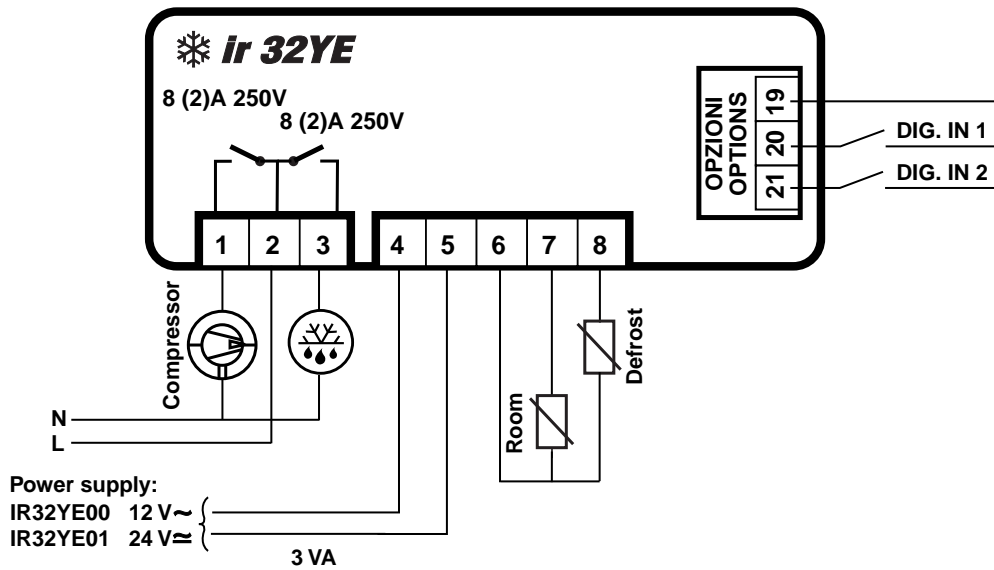 ir 32YE
8 (2)A 250V
8 (2)A 250V
OPZIONI
OPTIONS
19
20
21
DIG. IN 1
DIG. IN 2
1 2 3 4 5 6 7 8
Compressor
Defrost
Room
N
L
Power supply:
IR32YE00 12 V~
IR32YE01 24 V≃
3 VA